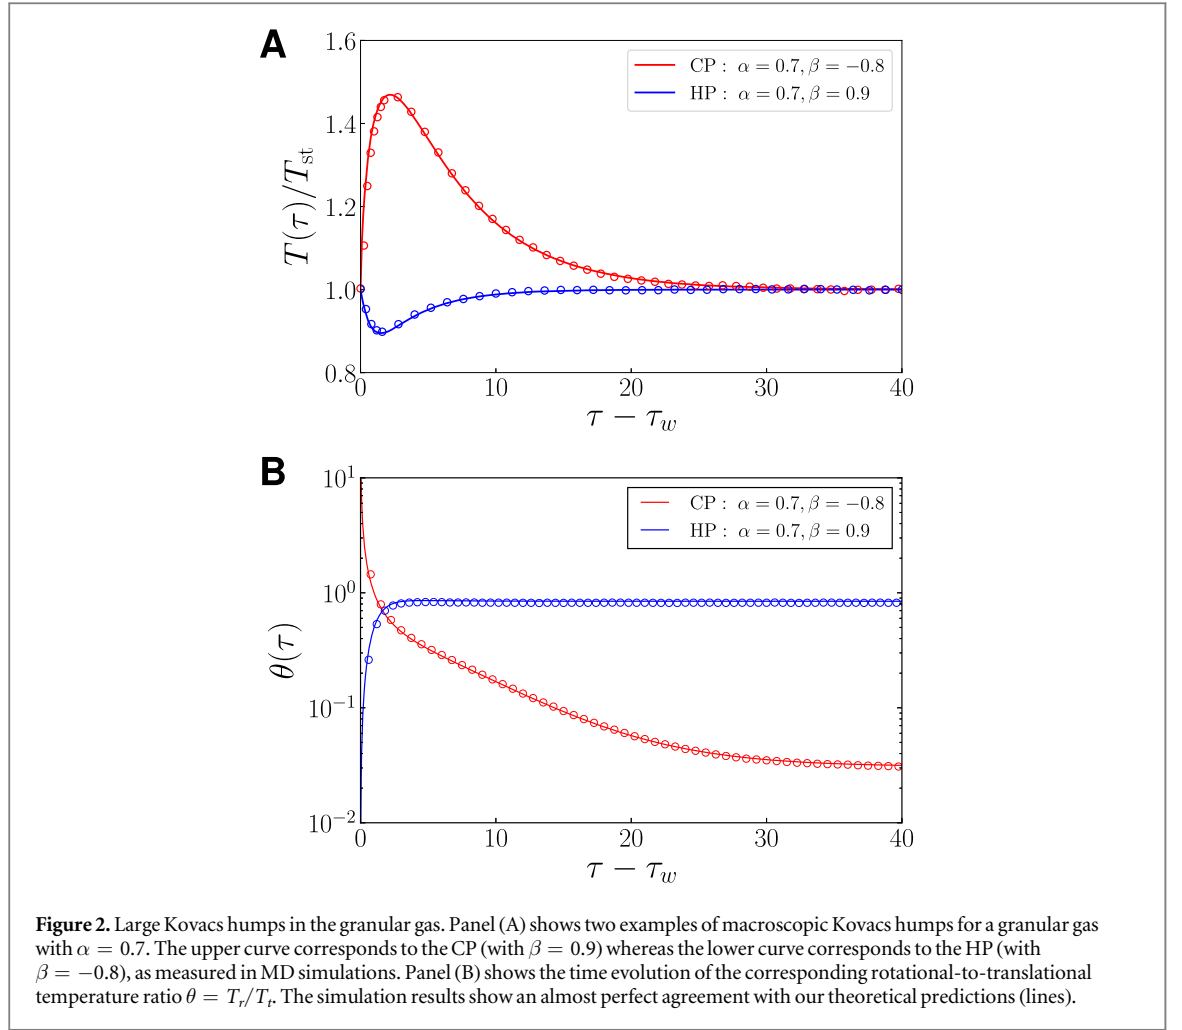 A
1.6
1.4
1.2
1.0
0.8
T(τ)/T_st
CP : α = 0.7, β = −0.8
HP : α = 0.7, β = 0.9
0 10 20 30 40
τ − τ_w
B
10^1
10^0
10^−1
10^−2
θ(τ)
CP : α = 0.7, β = −0.8
HP : α = 0.7, β = 0.9
0 10 20 30 40
τ − τ_w
Figure 2. Large Kovacs humps in the granular gas. Panel (A) shows two examples of macroscopic Kovacs humps for a granular gas
with α = 0.7. The upper curve corresponds to the CP (with β = 0.9) whereas the lower curve corresponds to the HP (with
β = −0.8), as measured in MD simulations. Panel (B) shows the time evolution of the corresponding rotational-to-translational
temperature ratio θ = T_r/T_t. The simulation results show an almost perfect agreement with our theoretical predictions (lines).